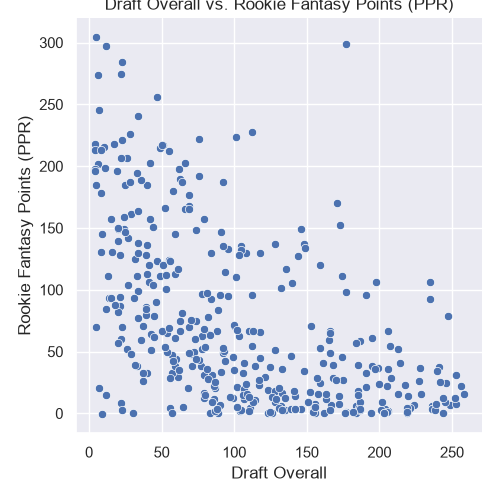 Draft Overall vs. Rookie Fantasy Points (PPR)
300
250
200
150
100
50
0
Rookie Fantasy Points (PPR)
0 50 100 150 200 250
Draft Overall